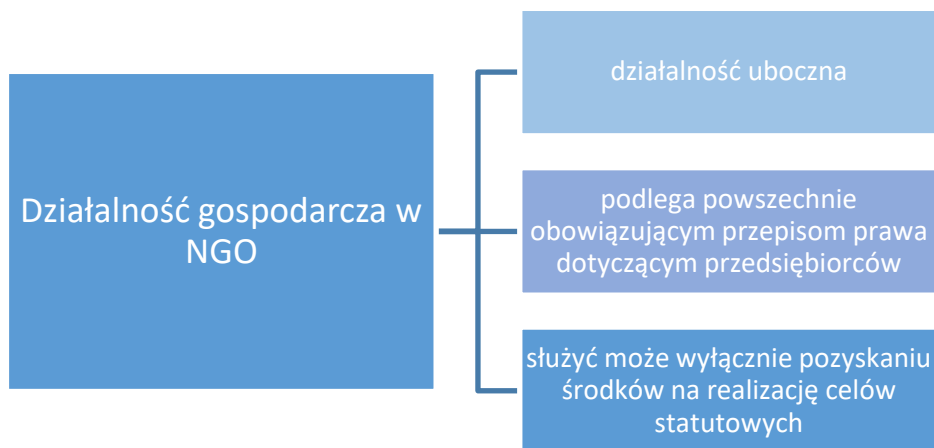 Działalność gospodarcza w
NGO
działalność uboczna
podlega powszechnie
obowiązującym przepisom prawa
dotyczącym przedsiębiorców
służyć może wyłącznie pozyskaniu
środków na realizację celów
statutowych